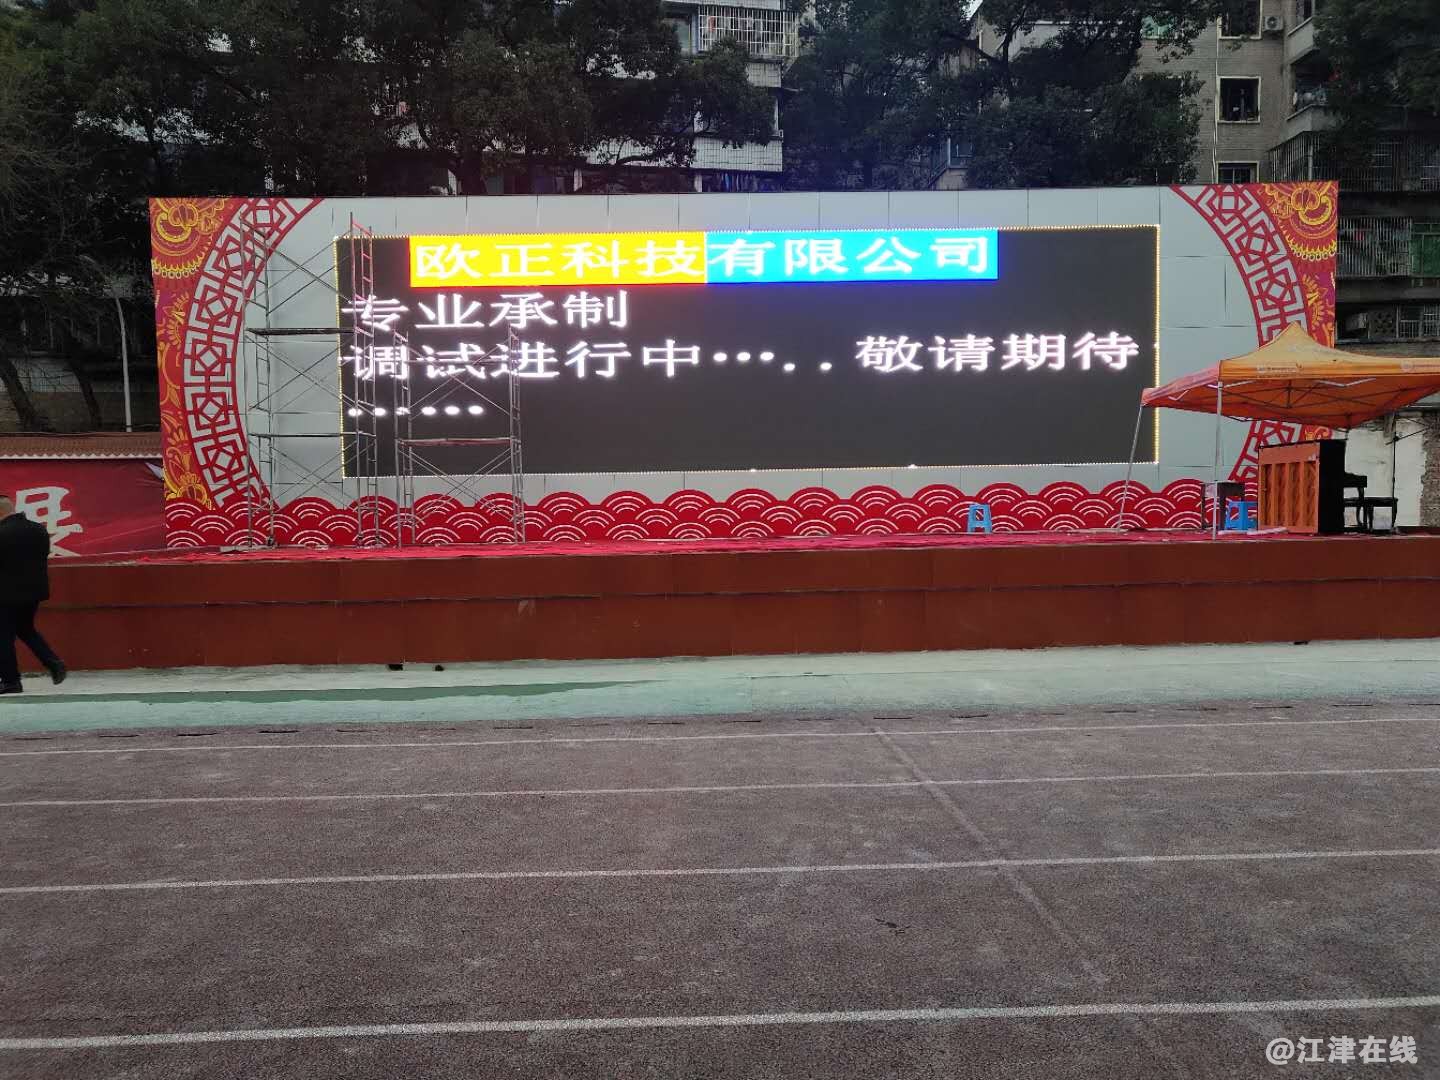 欧正科技有限公司
专业承制
调试进行中…..敬请期待
……
@江津在线